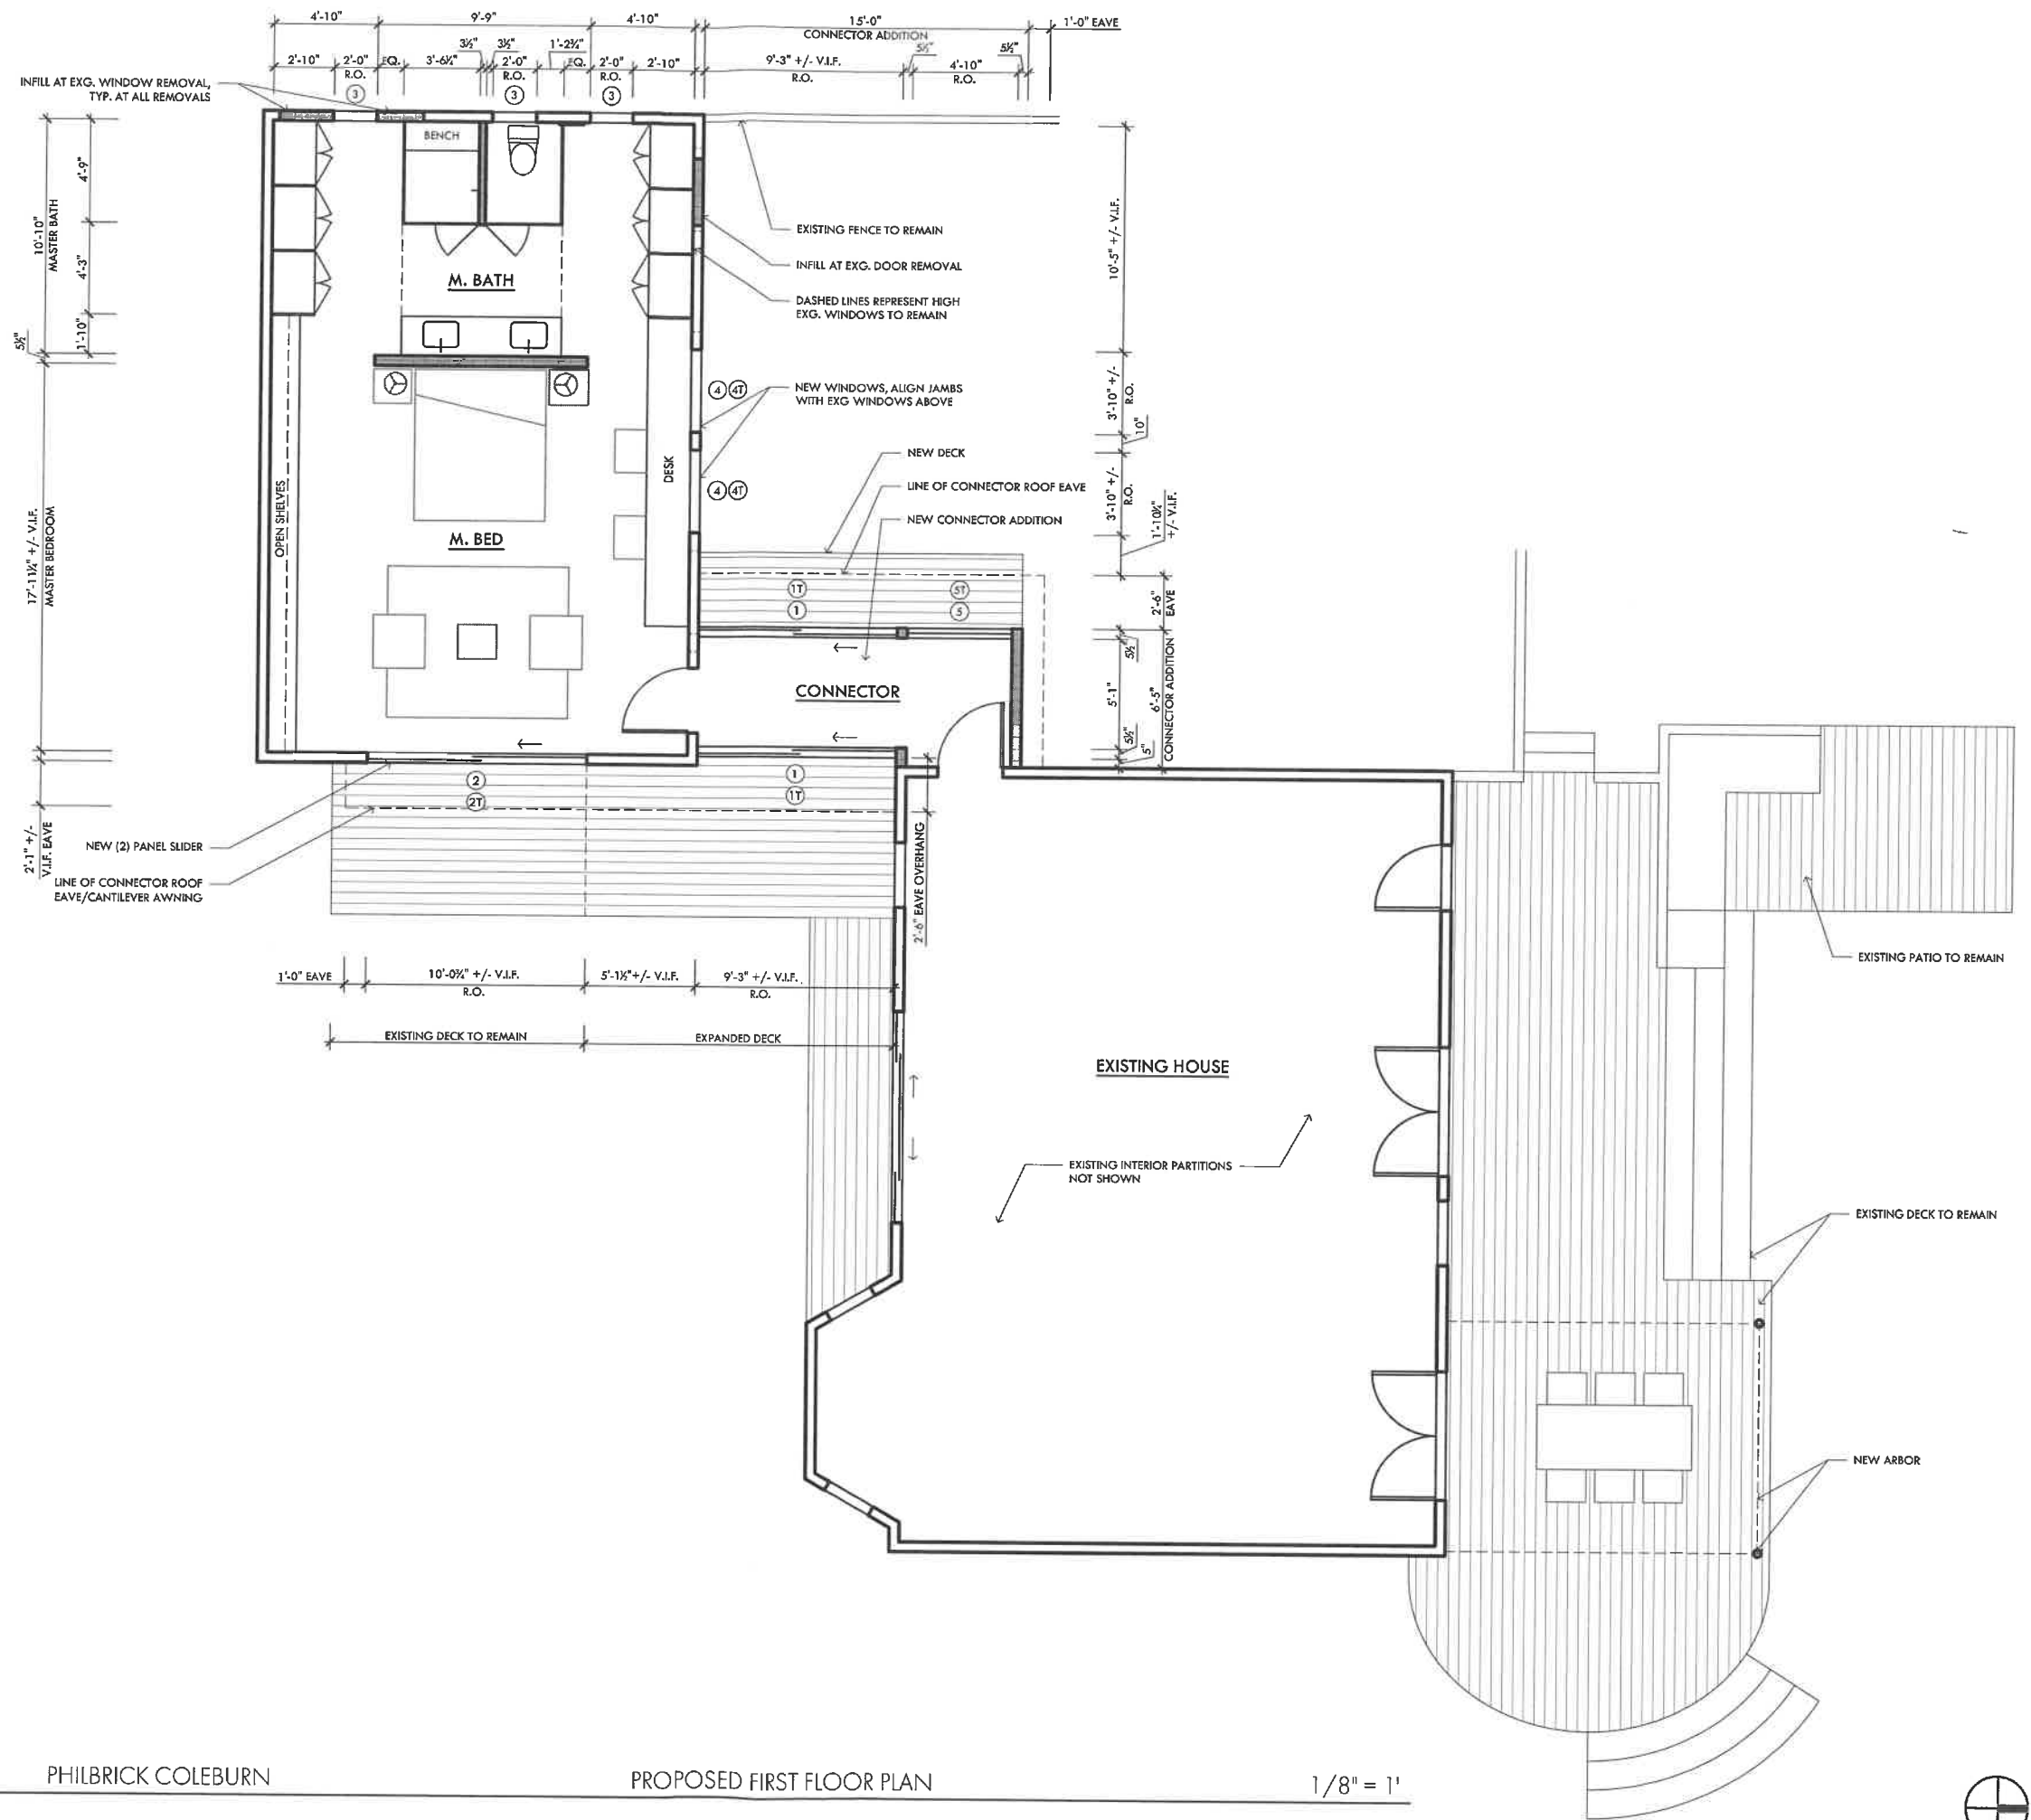 4'-10"
9'-9"
4'-10"
15'-0"
CONNECTOR ADDITION
1'-0" EAVE
2'-10"
2'-0"
R.O.
3
EQ.
3'-6¼"
3½"
3½"
2'-0"
R.O.
3
1'-2¾"
EQ.
2'-0"
R.O.
3
2'-10"
9'-3" +/- V.I.F.
R.O.
5½"
4'-10"
R.O.
5½"
INFILL AT EXG. WINDOW REMOVAL,
TYP. AT ALL REMOVALS
10'-10"
MASTER BATH
4'-9"
4'-3"
1'-10"
5½"
17'-11¼" +/- V.I.F.
MASTER BEDROOM
2'-1" +/-
V.I.F. EAVE
BENCH
M. BATH
EXISTING FENCE TO REMAIN
INFILL AT EXG. DOOR REMOVAL
DASHED LINES REPRESENT HIGH
EXG. WINDOWS TO REMAIN
10'-5" +/- V.I.F.
4 4T
NEW WINDOWS, ALIGN JAMBS
WITH EXG WINDOWS ABOVE
3'-10" +/-
R.O.
10"
3'-10" +/-
R.O.
1'-10¼"
+/- V.I.F.
DESK
4 4T
NEW DECK
LINE OF CONNECTOR ROOF EAVE
NEW CONNECTOR ADDITION
OPEN SHELVES
M. BED
1T
1
5T
5
2'-6"
EAVE
5½"
5'-1"
5½"
5"
6'-5"
CONNECTOR ADDITION
CONNECTOR
2
2T
1
1T
NEW (2) PANEL SLIDER
LINE OF CONNECTOR ROOF
EAVE/CANTILEVER AWNING
2'-6" EAVE OVERHANG
1'-0" EAVE
10'-0¾" +/- V.I.F.
R.O.
5'-1½"+/- V.I.F.
9'-3" +/- V.I.F.
R.O.
EXISTING DECK TO REMAIN
EXPANDED DECK
EXISTING PATIO TO REMAIN
EXISTING HOUSE
EXISTING INTERIOR PARTITIONS
NOT SHOWN
EXISTING DECK TO REMAIN
NEW ARBOR
PHILBRICK COLEBURN
PROPOSED FIRST FLOOR PLAN
1/8" = 1'